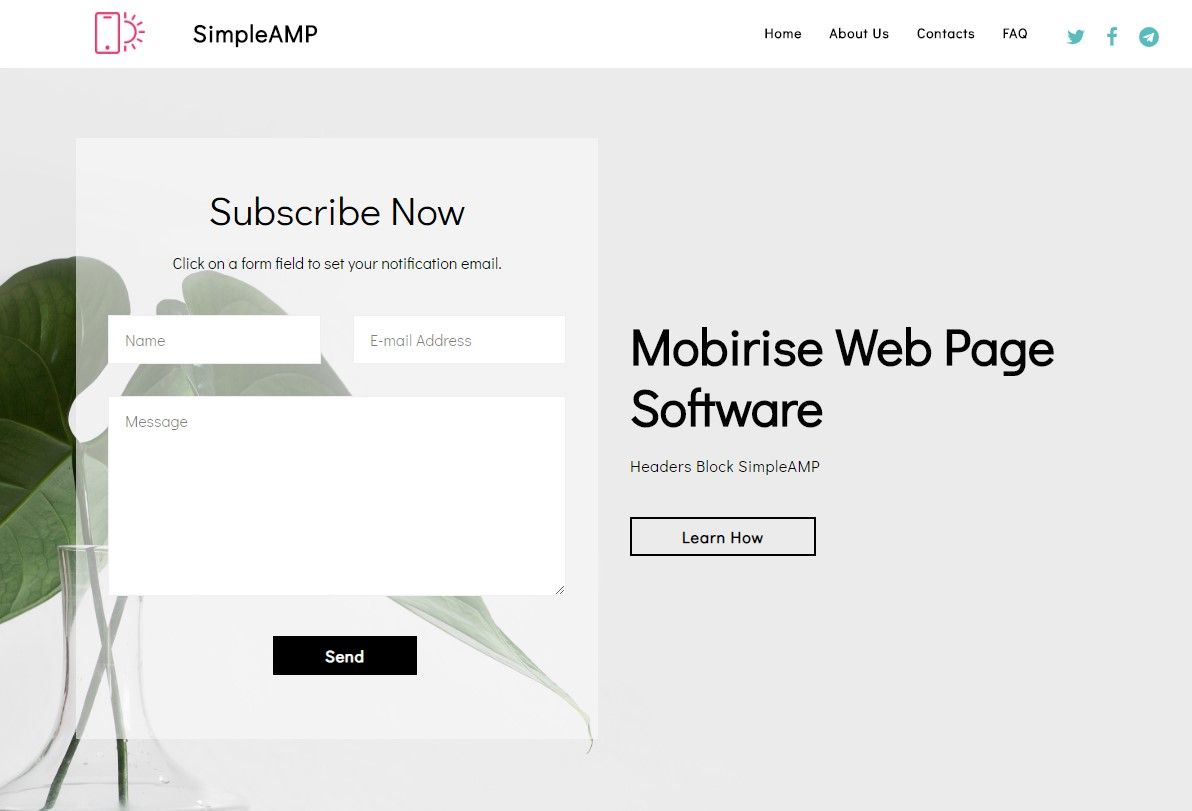 SimpleAMP
Home About Us Contacts FAQ
Subscribe Now
Click on a form field to set your notification email.
Name E-mail Address
Message
Send
Mobirise Web Page
Software
Headers Block SimpleAMP
Learn How